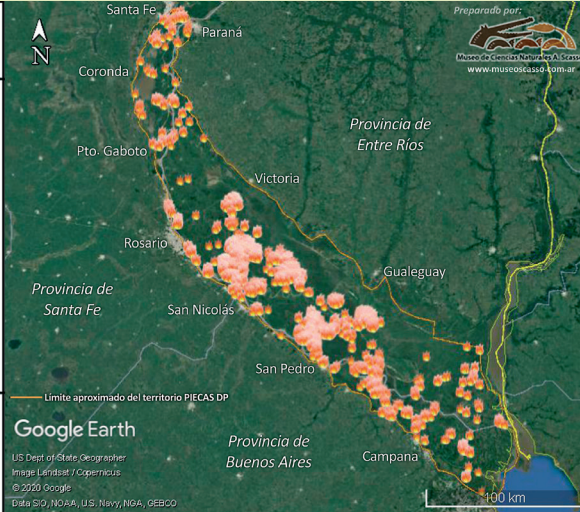 Santa Fe
Paraná
Preparado por:
Museo de Ciencias Naturales A. Scasso
www.museoscasso.com.ar
N
Coronda
Provincia de
Entre Ríos
Pto. Gaboto
Victoria
Rosario
Gualeguay
Provincia de
Santa Fe
San Nicolás
San Pedro
Límite aproximado del territorio PIECAS DP
Google Earth
Provincia de
Buenos Aires
Campana
US Dept of State Geographer
Image Landsat / Copernicus
© 2020 Google
Data SIO, NOAA, U.S. Navy, NGA, GEBCO
100 km